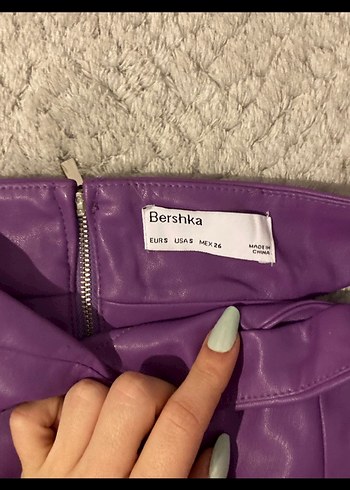 Bershka
EUR S USA S MEX 26
MADE IN
CHINA